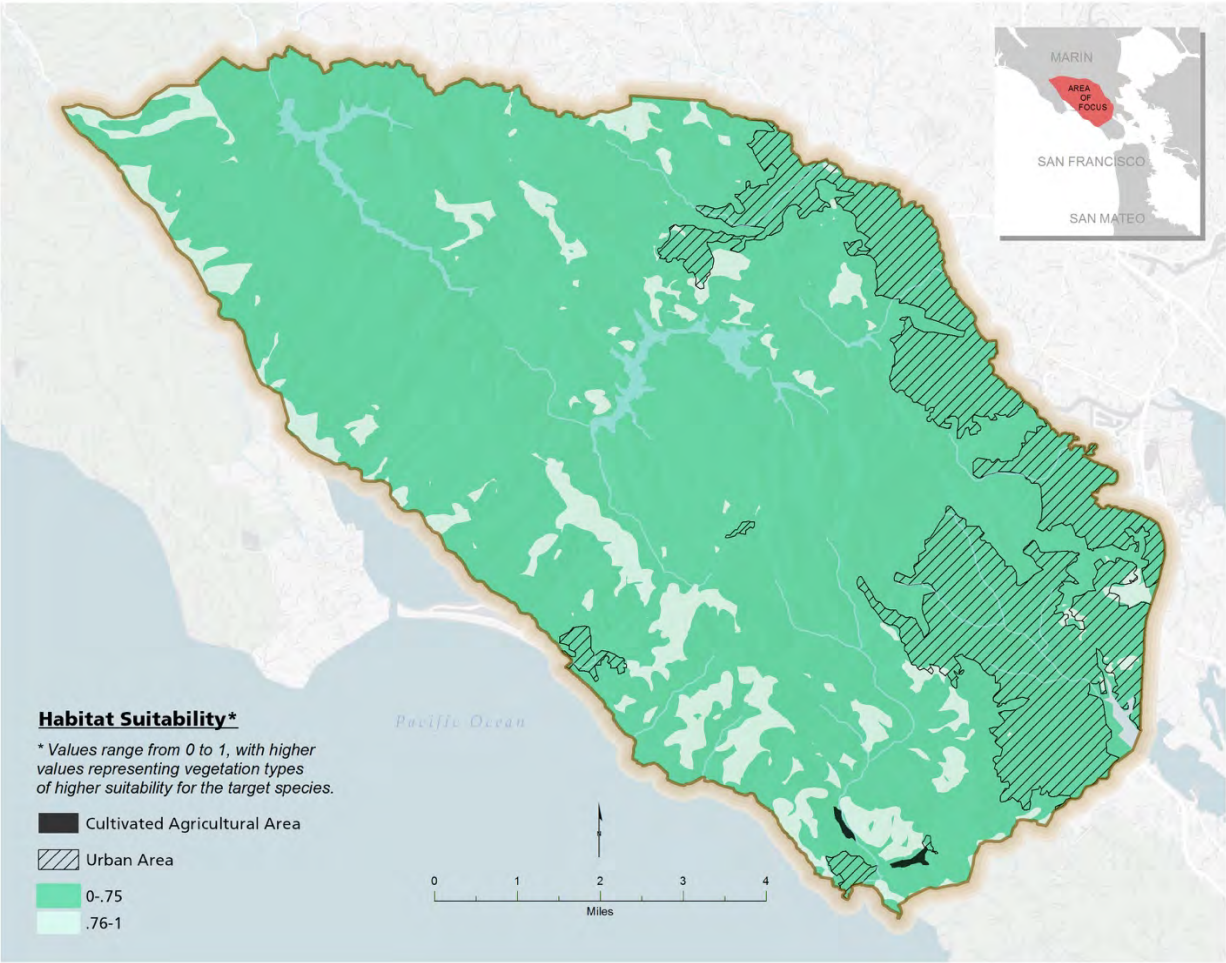 MARIN
AREA
OF
FOCUS
SAN FRANCISCO
SAN MATEO
Pacific Ocean
Habitat Suitability*
* Values range from 0 to 1, with higher
values representing vegetation types
of higher suitability for the target species.
Cultivated Agricultural Area
Urban Area
0-.75
.76-1
N
0 1 2 3 4
Miles